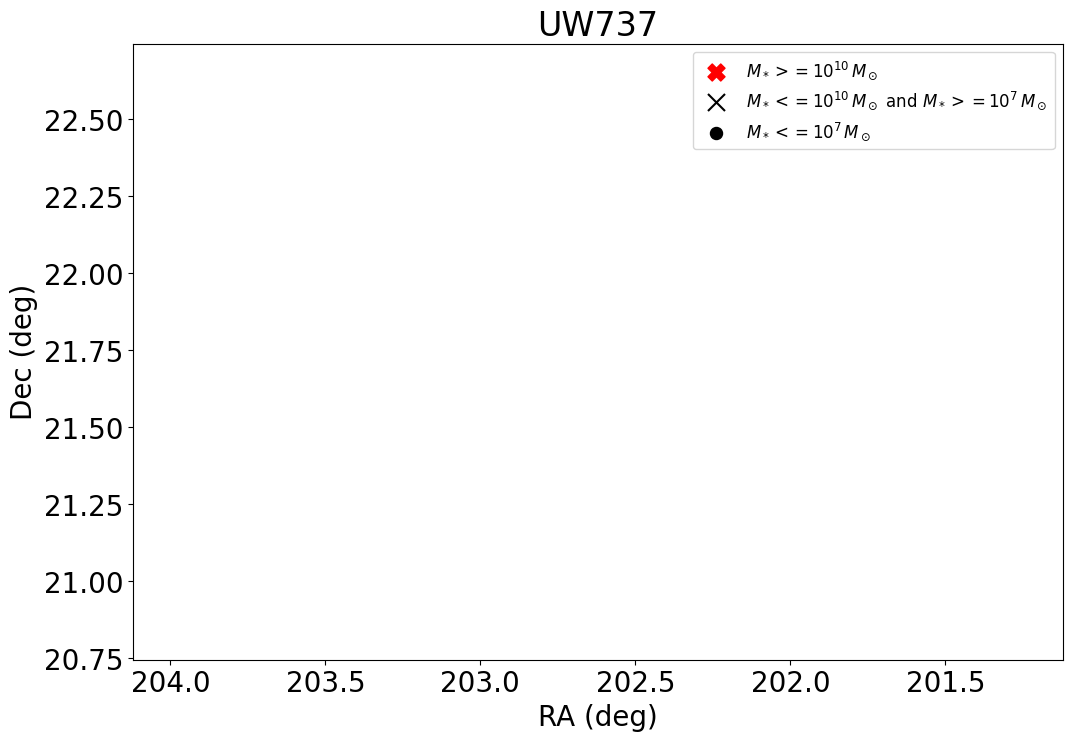 UW737
M* >= 10^10 M⊙
M* <= 10^10 M⊙ and M* >= 10^7 M⊙
M* <= 10^7 M⊙
22.50
22.25
22.00
21.75
21.50
21.25
21.00
20.75
Dec (deg)
204.0 203.5 203.0 202.5 202.0 201.5
RA (deg)